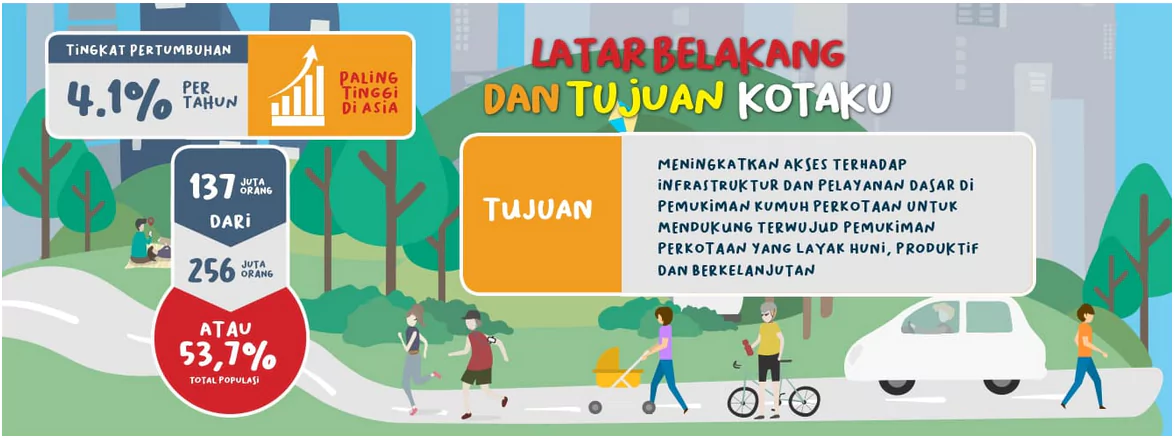 TINGKAT PERTUMBUHAN
4.1% PER
TAHUN
PALING
TINGGI
DI ASIA
137 JUTA
ORANG
DARI
256 JUTA
ORANG
ATAU
53,7%
TOTAL POPULASI
LATAR BELAKANG
DAN TUJUAN KOTAKU
TUJUAN
MENINGKATKAN AKSES TERHADAP
INFRASTRUKTUR DAN PELAYANAN DASAR DI
PEMUKIMAN KUMUH PERKOTAAN UNTUK
MENDUKUNG TERWUJUD PEMUKIMAN
PERKOTAAN YANG LAYAK HUNI, PRODUKTIF
DAN BERKELANJUTAN